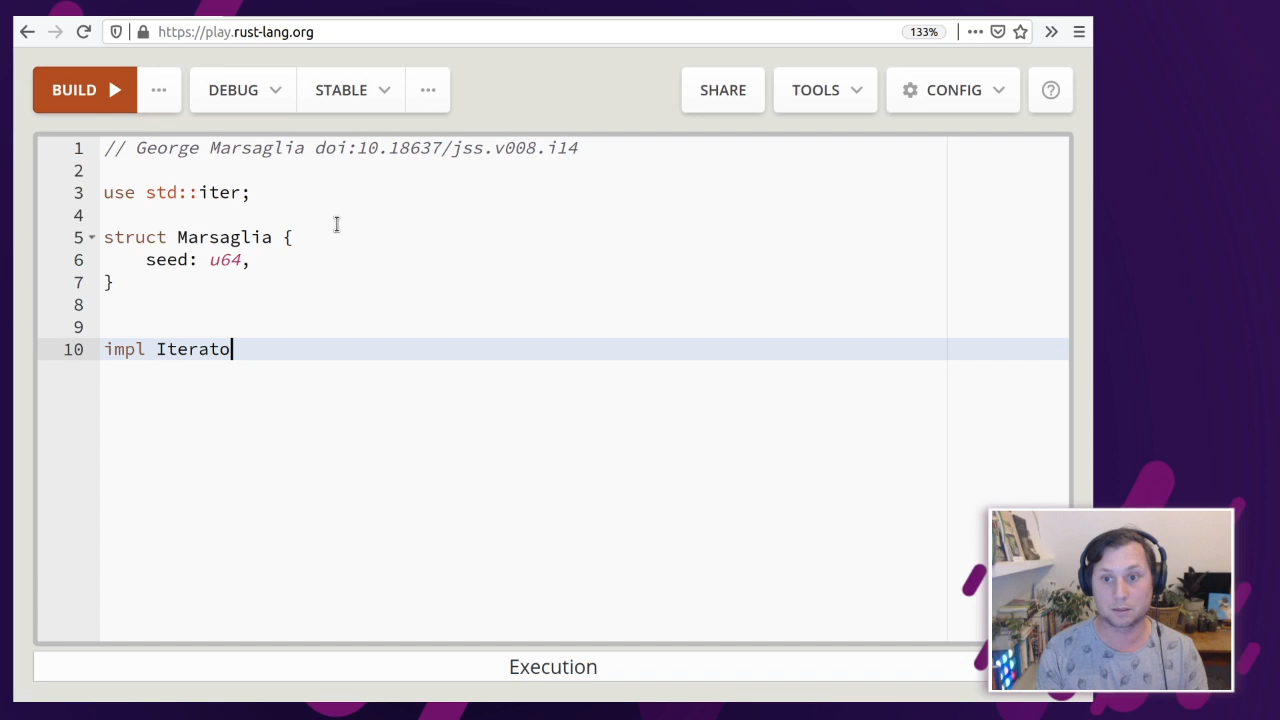 https://play.rust-lang.org
133%
BUILD
DEBUG
STABLE
SHARE
TOOLS
CONFIG
1 // George Marsaglia doi:10.18637/jss.v008.i14
2
3 use std::iter;
4
5 struct Marsaglia {
6 seed: u64,
7 }
8
9
10 impl Iterato
Execution